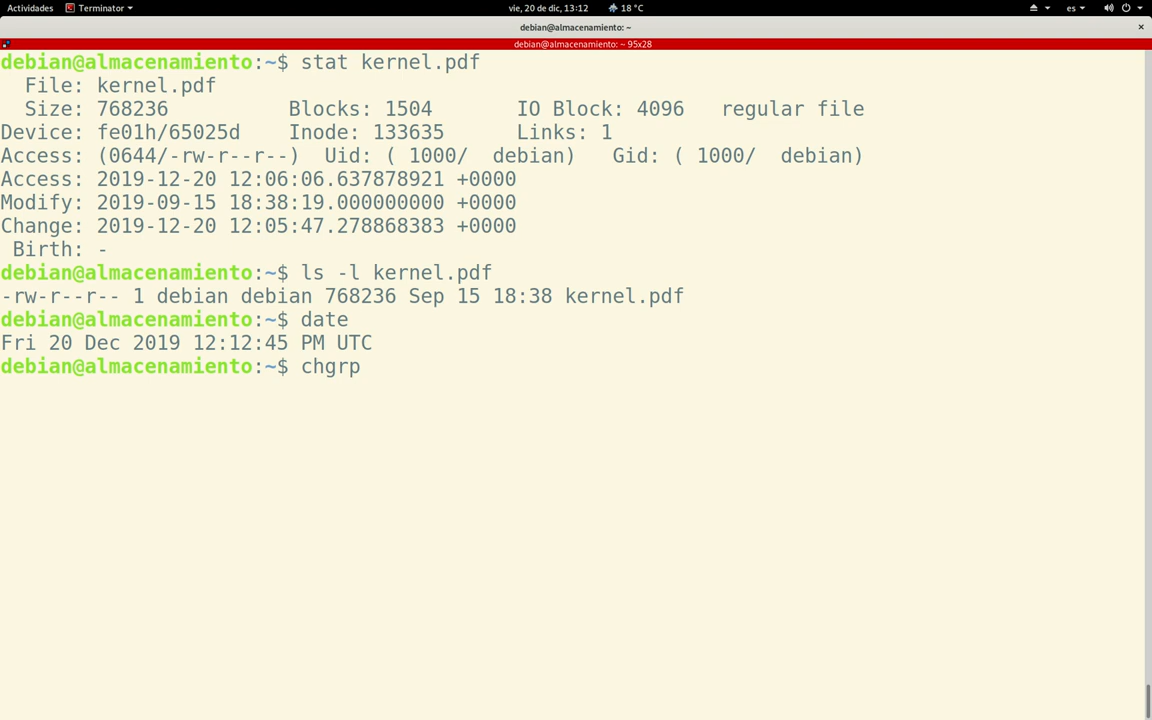 Actividades Terminator vie, 20 de dic, 13:12 18 °C es
debian@almacenamiento: ~
debian@almacenamiento: ~ 95x28
debian@almacenamiento:~$ stat kernel.pdf
  File: kernel.pdf
  Size: 768236          Blocks: 1504       IO Block: 4096   regular file
Device: fe01h/65025d    Inode: 133635      Links: 1
Access: (0644/-rw-r--r--)  Uid: ( 1000/  debian)   Gid: ( 1000/  debian)
Access: 2019-12-20 12:06:06.637878921 +0000
Modify: 2019-09-15 18:38:19.000000000 +0000
Change: 2019-12-20 12:05:47.278868383 +0000
 Birth: -
debian@almacenamiento:~$ ls -l kernel.pdf
-rw-r--r-- 1 debian debian 768236 Sep 15 18:38 kernel.pdf
debian@almacenamiento:~$ date
Fri 20 Dec 2019 12:12:45 PM UTC
debian@almacenamiento:~$ chgrp